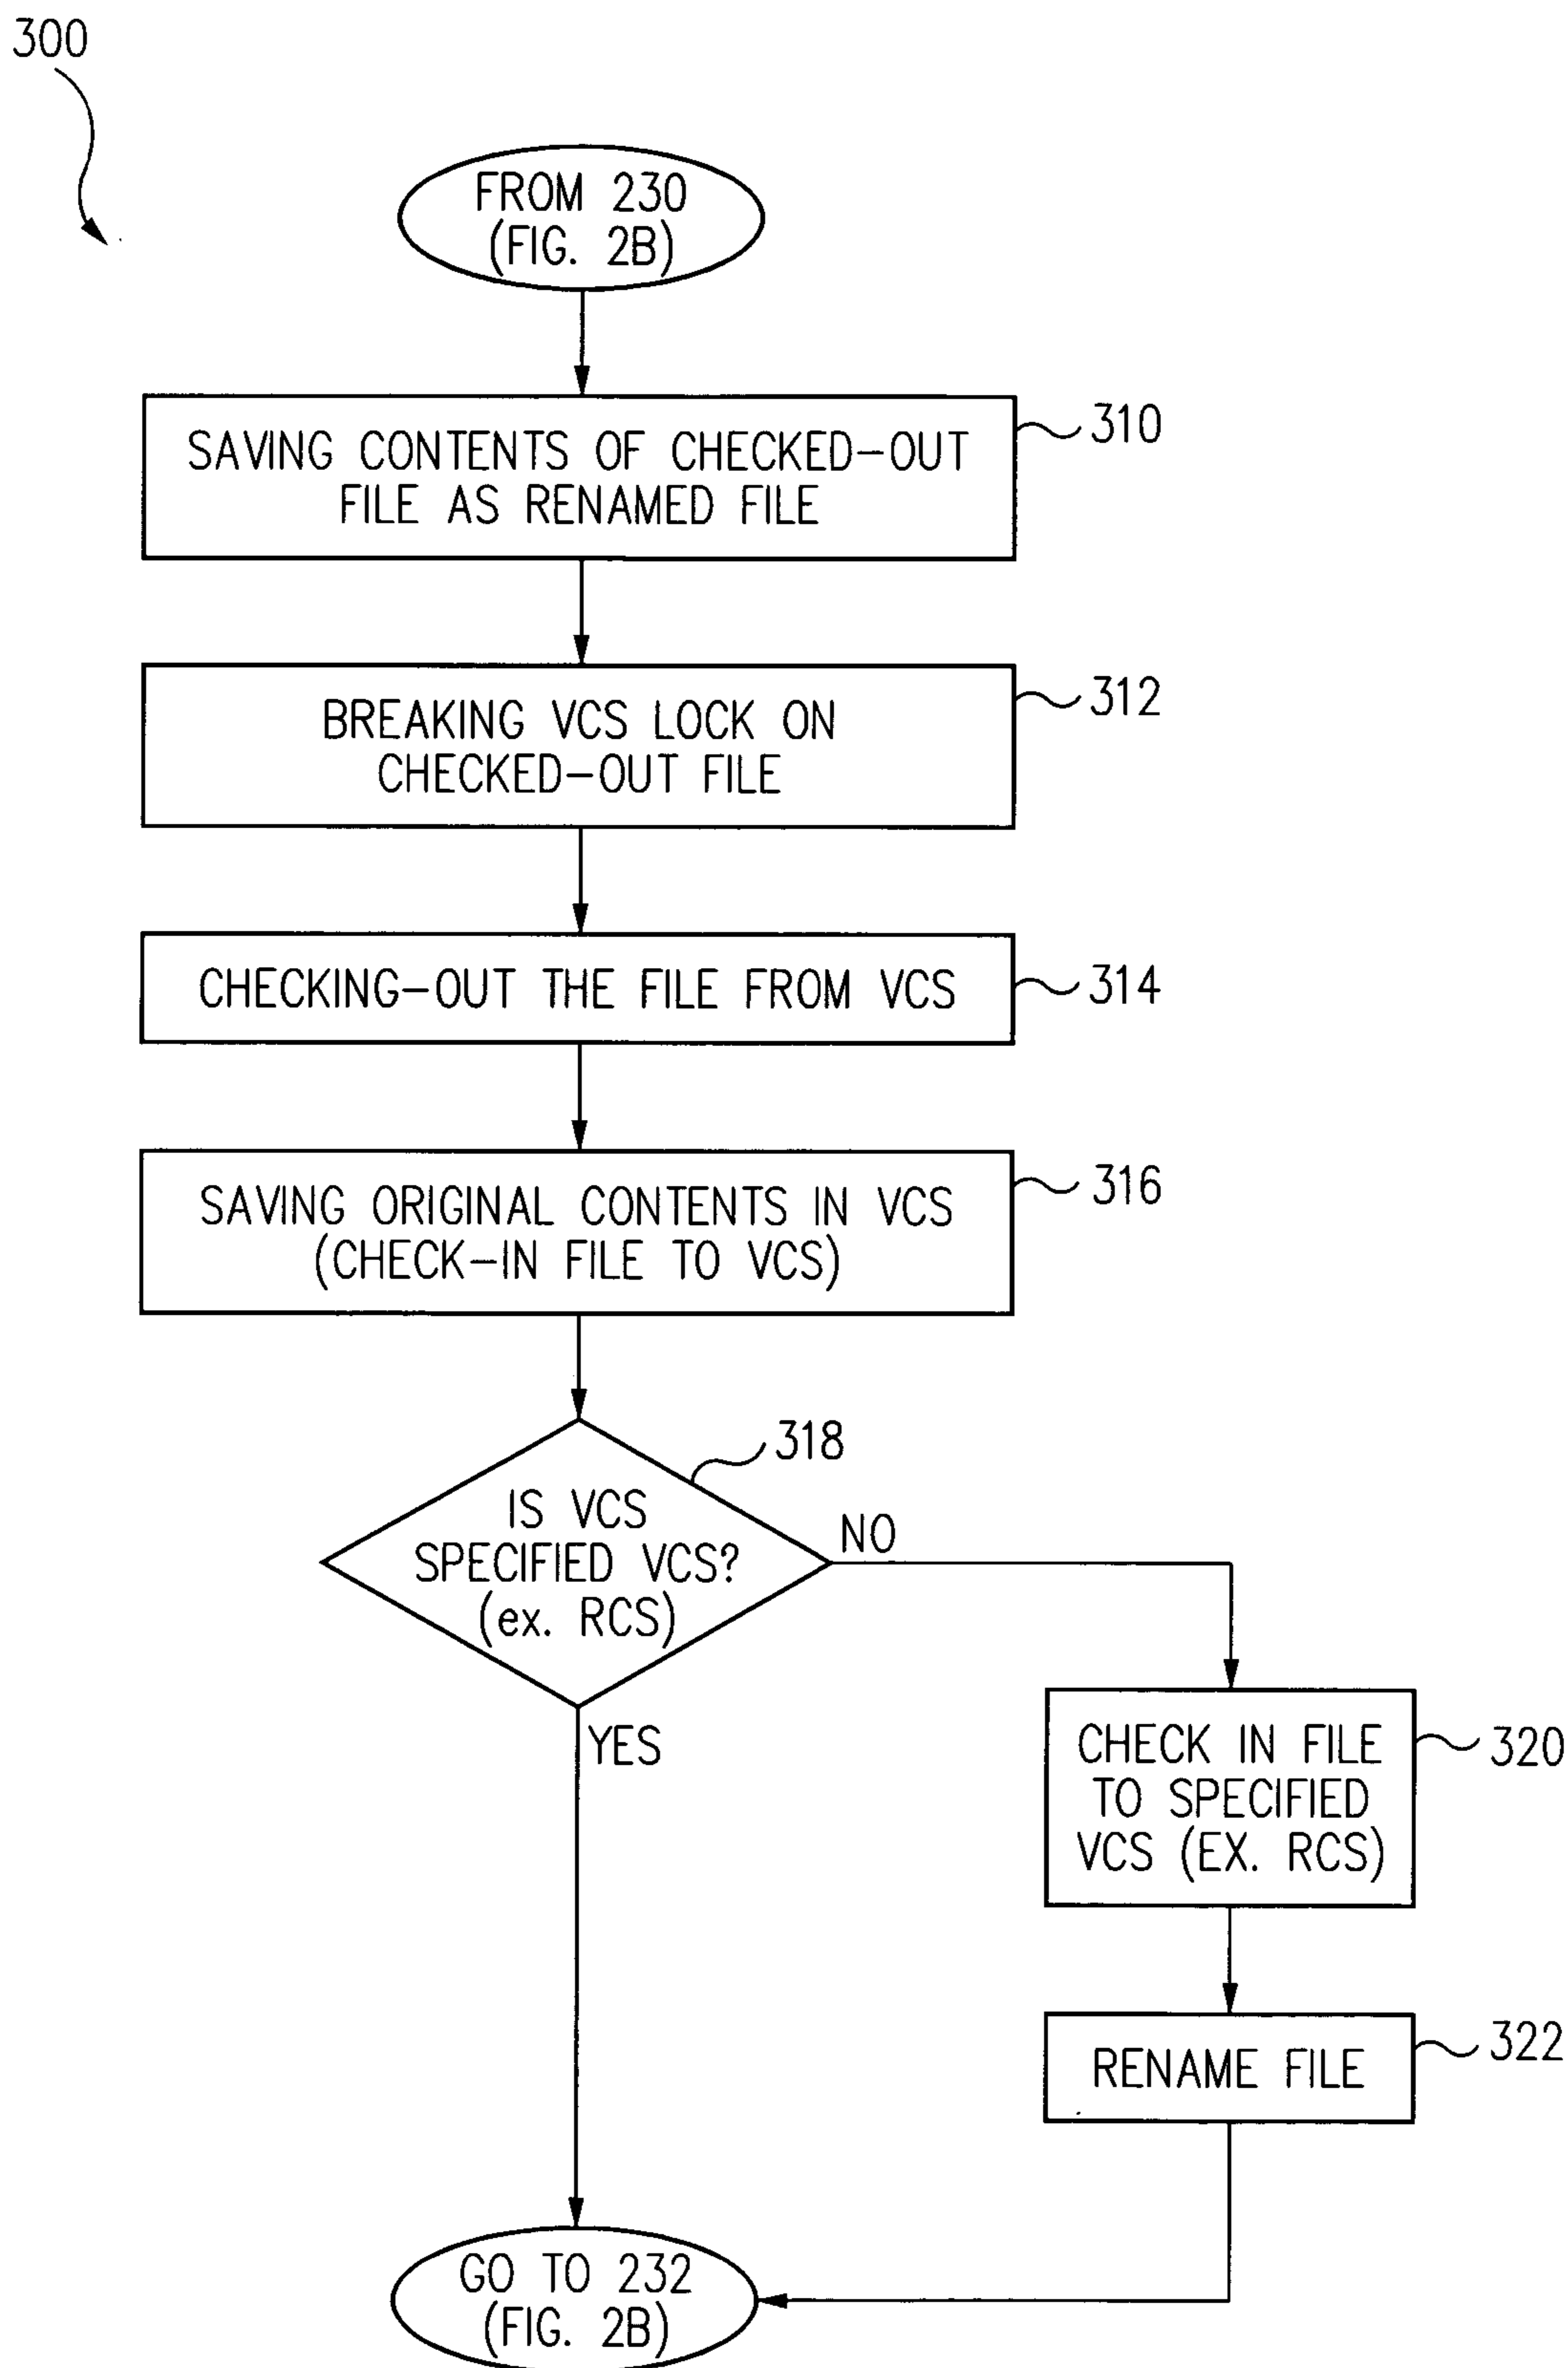 300
FROM 230
(FIG. 2B)
SAVING CONTENTS OF CHECKED-OUT
FILE AS RENAMED FILE
310
BREAKING VCS LOCK ON
CHECKED-OUT FILE
312
CHECKING-OUT THE FILE FROM VCS
314
SAVING ORIGINAL CONTENTS IN VCS
(CHECK-IN FILE TO VCS)
316
318
IS VCS
SPECIFIED VCS?
(ex. RCS)
NO
YES
CHECK IN FILE
TO SPECIFIED
VCS (EX. RCS)
320
RENAME FILE
322
GO TO 232
(FIG. 2B)